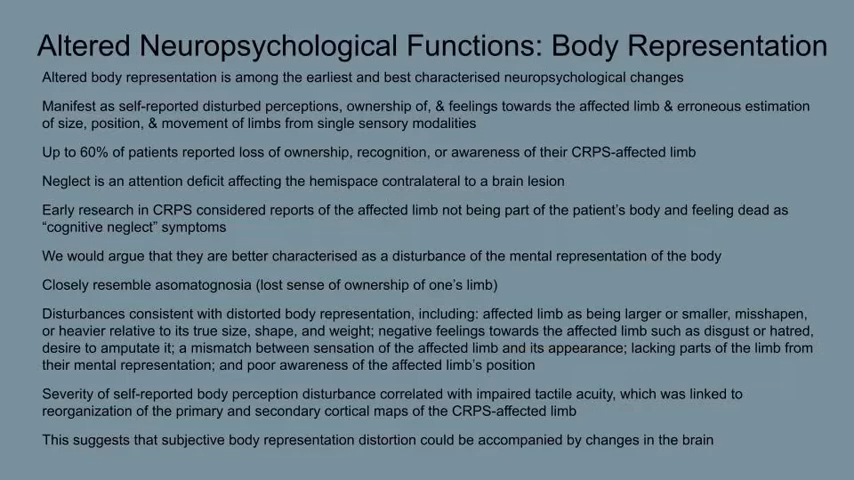 Altered Neuropsychological Functions: Body Representation
Altered body representation is among the earliest and best characterised neuropsychological changes
Manifest as self-reported disturbed perceptions, ownership of, & feelings towards the affected limb & erroneous estimation
of size, position, & movement of limbs from single sensory modalities
Up to 60% of patients reported loss of ownership, recognition, or awareness of their CRPS-affected limb
Neglect is an attention deficit affecting the hemispace contralateral to a brain lesion
Early research in CRPS considered reports of the affected limb not being part of the patient’s body and feeling dead as
“cognitive neglect” symptoms
We would argue that they are better characterised as a disturbance of the mental representation of the body
Closely resemble asomatognosia (lost sense of ownership of one’s limb)
Disturbances consistent with distorted body representation, including: affected limb as being larger or smaller, misshapen,
or heavier relative to its true size, shape, and weight; negative feelings towards the affected limb such as disgust or hatred,
desire to amputate it; a mismatch between sensation of the affected limb and its appearance; lacking parts of the limb from
their mental representation; and poor awareness of the affected limb’s position
Severity of self-reported body perception disturbance correlated with impaired tactile acuity, which was linked to
reorganization of the primary and secondary cortical maps of the CRPS-affected limb
This suggests that subjective body representation distortion could be accompanied by changes in the brain